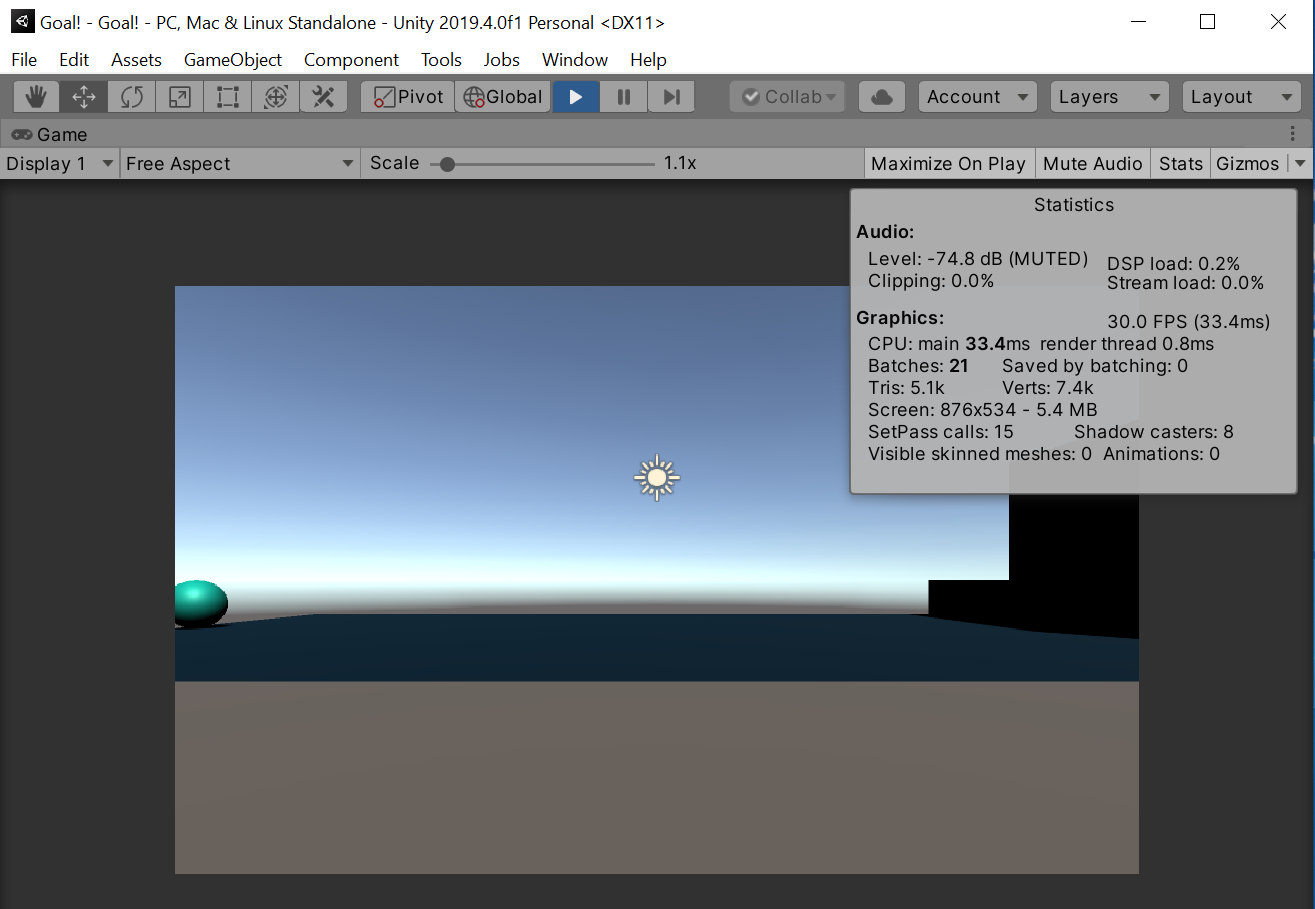 Goal! - Goal! - PC, Mac & Linux Standalone - Unity 2019.4.0f1 Personal <DX11>
File Edit Assets GameObject Component Tools Jobs Window Help
Pivot Global Collab Account Layers Layout
Game
Display 1 Free Aspect Scale 1.1x Maximize On Play Mute Audio Stats Gizmos
Statistics
Audio:
Level: -74.8 dB (MUTED) DSP load: 0.2%
Clipping: 0.0% Stream load: 0.0%
Graphics: 30.0 FPS (33.4ms)
CPU: main 33.4ms render thread 0.8ms
Batches: 21 Saved by batching: 0
Tris: 5.1k Verts: 7.4k
Screen: 876x534 - 5.4 MB
SetPass calls: 15 Shadow casters: 8
Visible skinned meshes: 0 Animations: 0